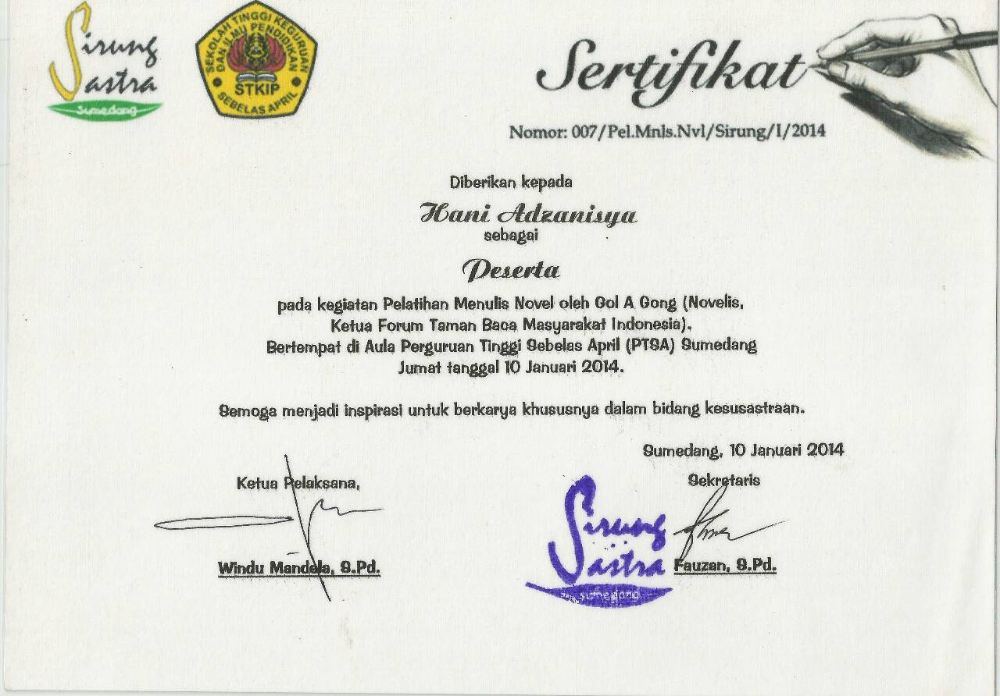 Sirung
Sastra
Sumedang
SEKOLAH TINGGI KEGURUAN
DAN ILMU PENDIDIKAN
STKIP
SEBELAS APRIL
Sertifikat
Nomor: 007/Pel.Mnls.Nvl/Sirung/I/2014
Diberikan kepada
Hani Adzanisya
sebagai
Peserta
pada kegiatan Pelatihan Menulis Novel oleh Gol A Gong (Novelis,
Ketua Forum Taman Baca Masyarakat Indonesia).
Bertempat di Aula Perguruan Tinggi Sebelas April (PTSA) Sumedang
Jumat tanggal 10 Januari 2014.
Semoga menjadi inspirasi untuk berkarya khususnya dalam bidang kesusastraan.
Sumedang, 10 Januari 2014
Ketua Pelaksana,
Sekretaris
Sirung
Sastra
sumedang
Windu Mandela, S.Pd.
Fauzan, S.Pd.